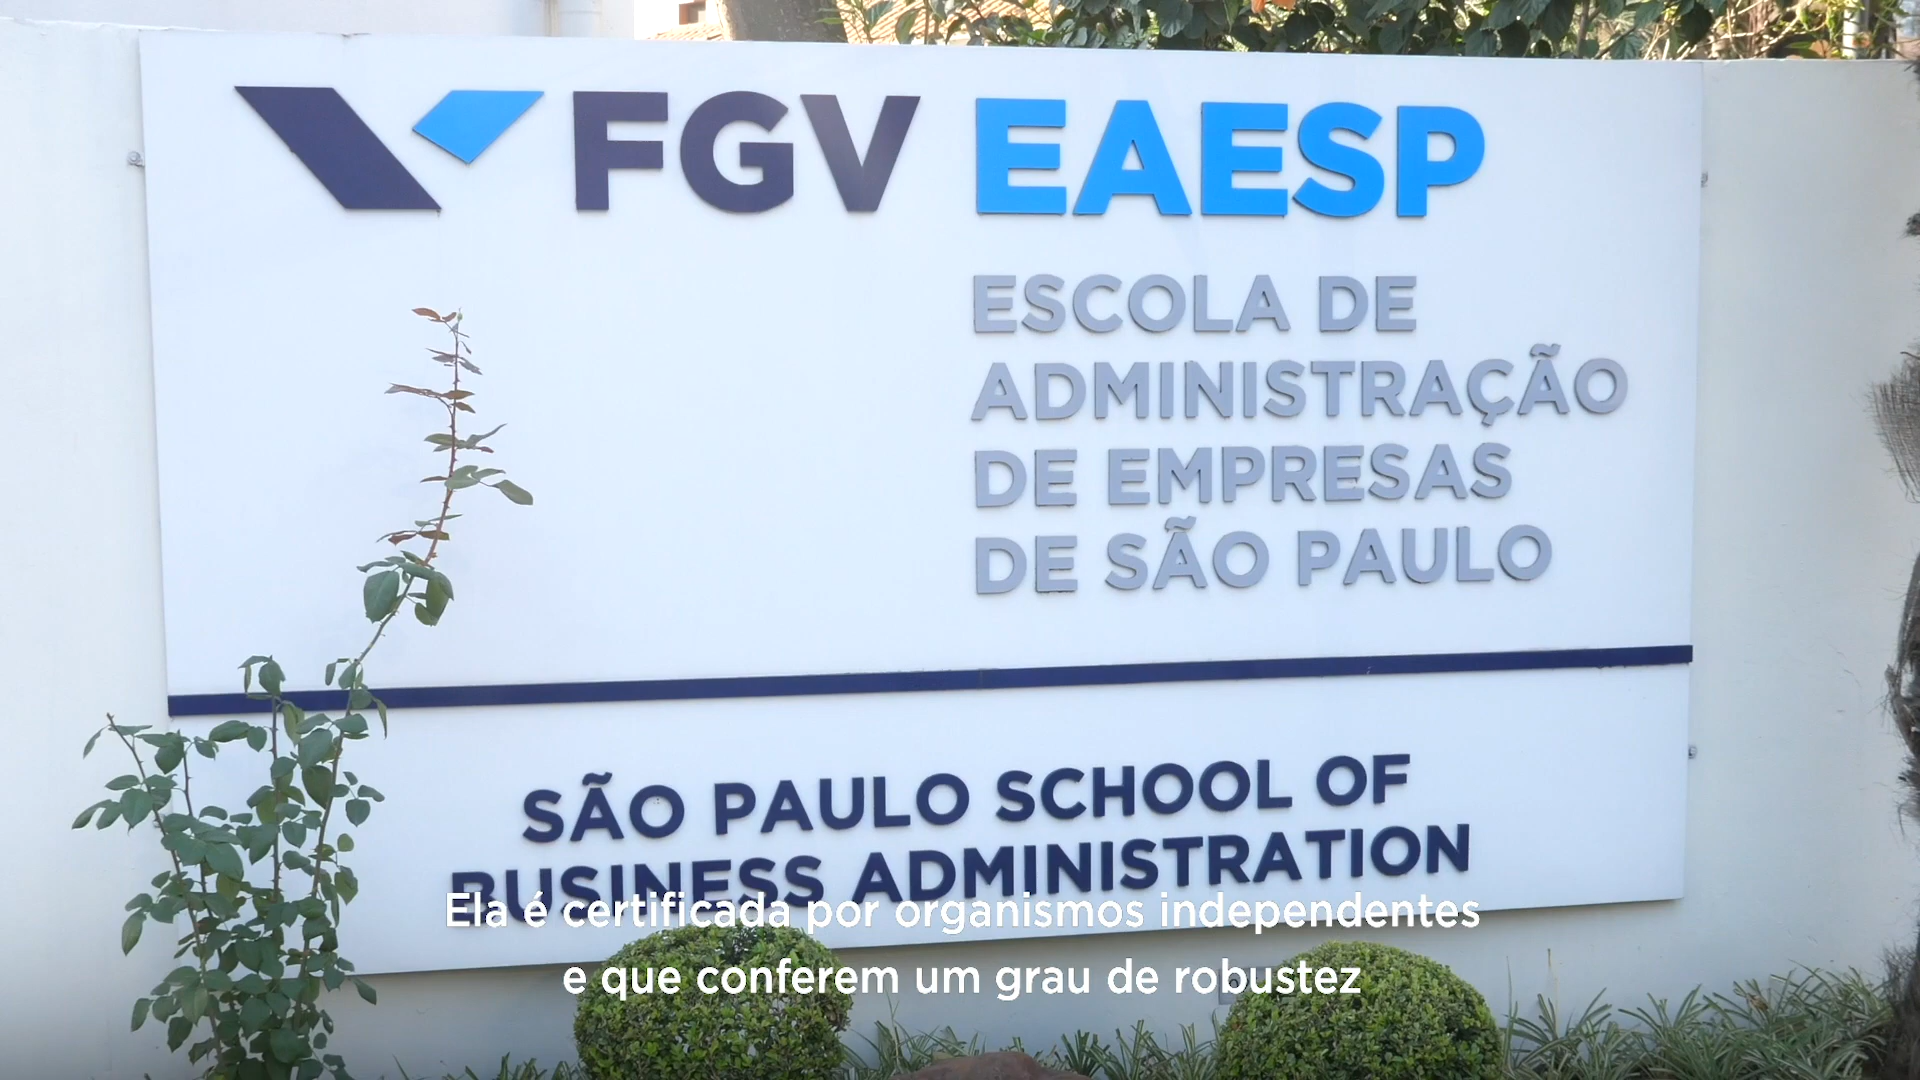 FGV EAESP
ESCOLA DE
ADMINISTRAÇÃO
DE EMPRESAS
DE SÃO PAULO
SÃO PAULO SCHOOL OF
BUSINESS ADMINISTRATION
Ela é certificada por organismos independentes
e que conferem um grau de robustez